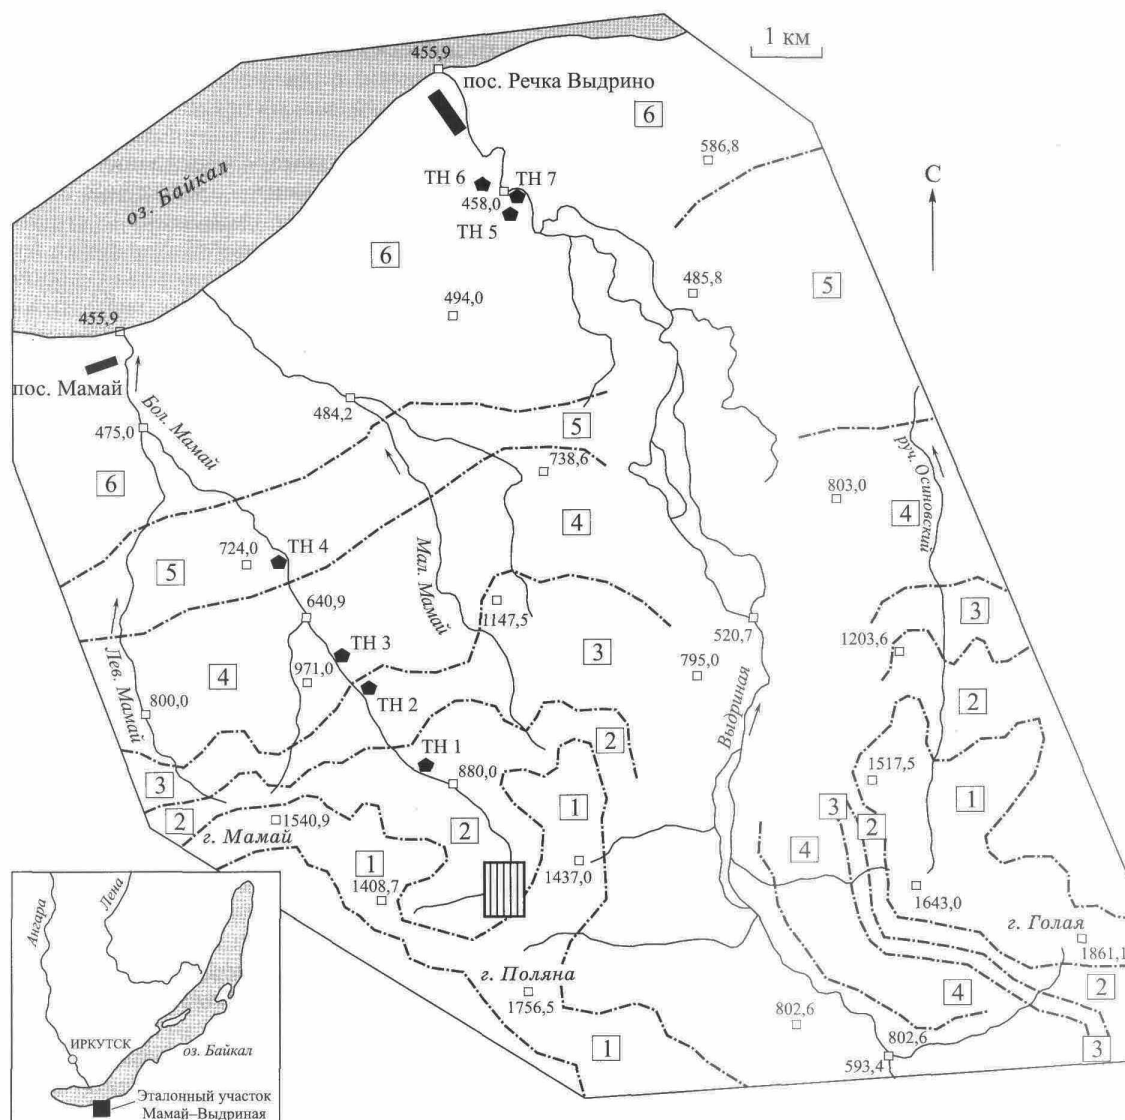 1 км
455,9
пос. Речка Выдрино
6
586,8
С
оз. Байкал
ТН 6
ТН 7
458,0
ТН 5
6
5
485,8
494,0
455,9
пос. Мамай
Бол. Мамай
484,2
475,0
5
738,6
6
руч. Осиновский
803,0
4
4
724,0
ТН 4
5
Мал. Мамай
640,9
1147,5
3
520,7
1203,6
ТН 3
3
971,0
4
795,0
Лев. Мамай
800,0
ТН 2
2
2
Выдриная
ТН 1
880,0
3
1517,5
1
1
3
2
2
1540,9
г. Мамай
2
4
1
1437,0
1408,7
1643,0
г. Голая
1861,1
г. Поляна
1756,5
4
2
802,6
802,6
593,4
1
3
Ангара
Лена
ИРКУТСК
оз. Байкал
Эталонный участок
Мамай–Выдриная